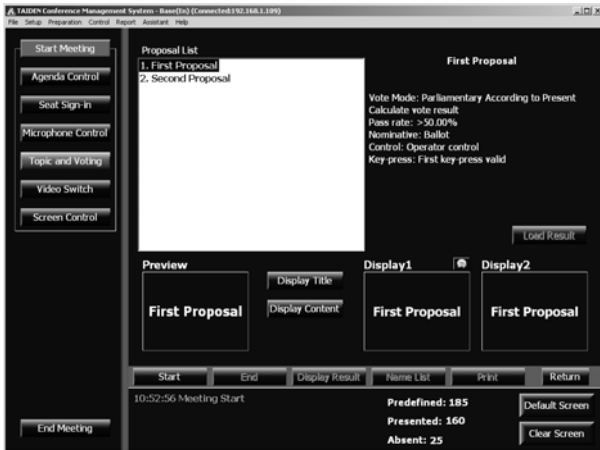 TAIDEN Conference Management System - Base(En) (Connected:192.168.1.109)
File Setup Preparation Control Report Assistant Help
Start Meeting
Agenda Control
Seat Sign-in
Microphone Control
Topic and Voting
Video Switch
Screen Control
End Meeting
Proposal List
1. First Proposal
2. Second Proposal
First Proposal
Vote Mode: Parliamentary According to Present
Calculate vote result
Pass rate: >50.00%
Nominative: Ballot
Control: Operator control
Key-press: First key-press valid
Load Result
Preview
First Proposal
Display Title
Display Content
Display1
First Proposal
Display2
First Proposal
Start End Display Result Name List Print Return
10:52:56 Meeting Start
Predefined: 185
Presented: 160
Absent: 25
Default Screen
Clear Screen